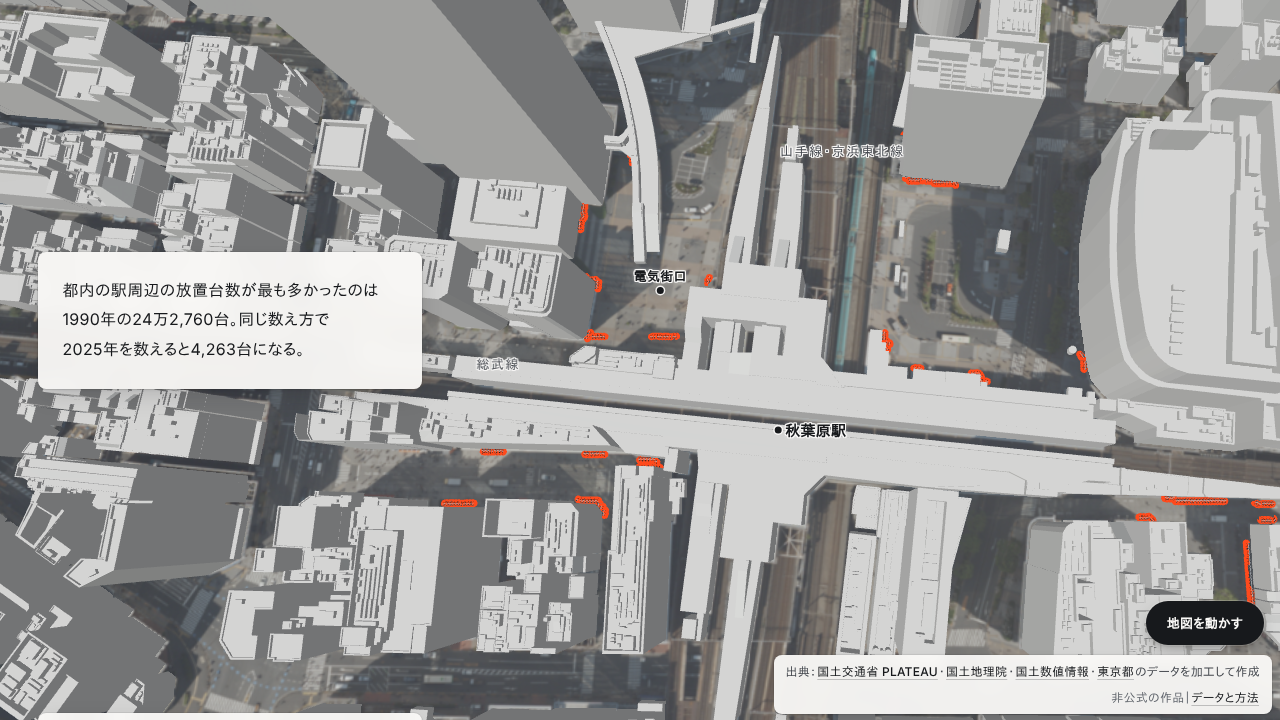 山手線・京浜東北線
電気街口
都内の駅周辺の放置台数が最も多かったのは
1990年の24万2,760台。同じ数え方で
2025年を数えると4,263台になる。
総武線
秋葉原駅
地図を動かす
出典：国土交通省 PLATEAU・国土地理院・国土数値情報・東京都のデータを加工して作成
非公式の作品|データと方法